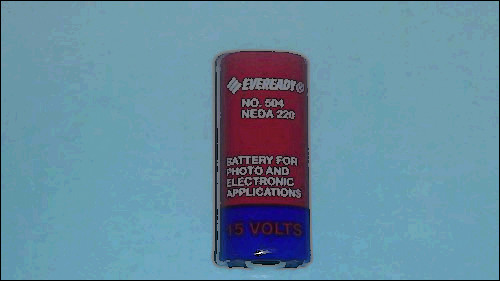 EVEREADY®
NO. 504
NEDA 220
BATTERY FOR
PHOTO AND
ELECTRONIC
APPLICATIONS
15 VOLTS